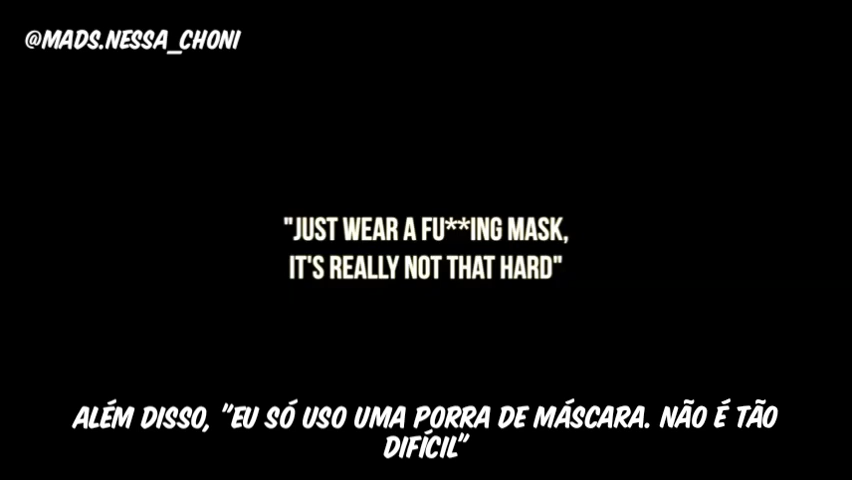 @MADS.NESSA_CHONI
"JUST WEAR A FU**ING MASK,
IT'S REALLY NOT THAT HARD"
ALÉM DISSO, "EU SÓ USO UMA PORRA DE MÁSCARA. NÃO É TÃO
DIFÍCIL"